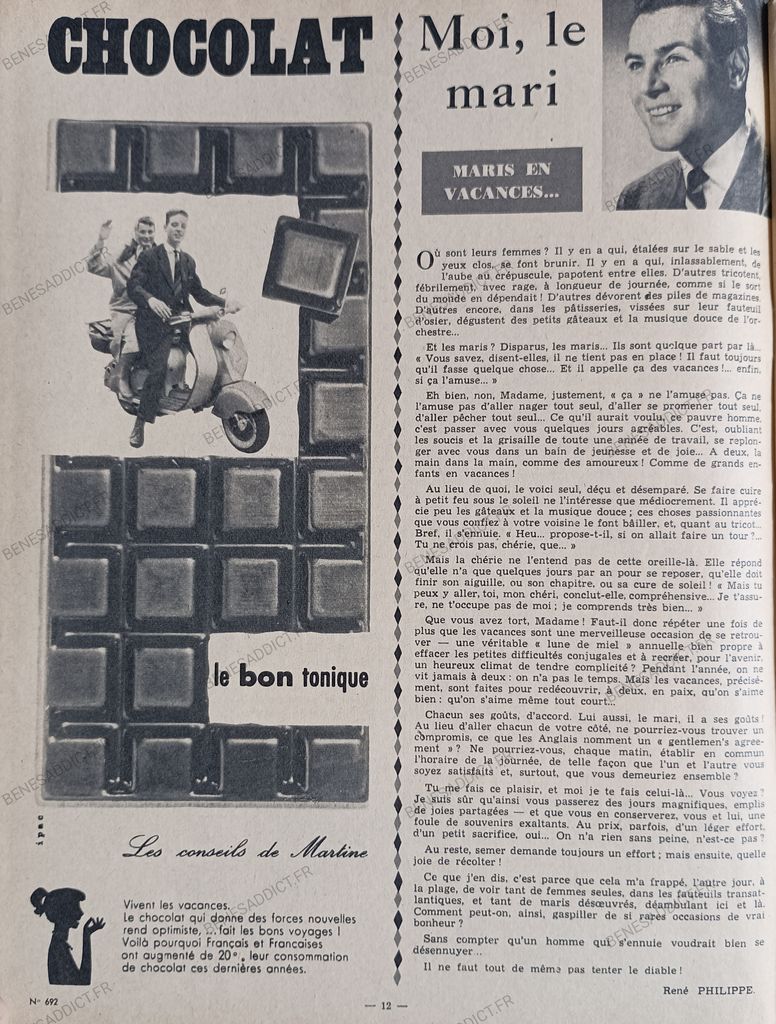 CHOCOLAT
le bon tonique
ipac
Les conseils de Martine
Vivent les vacances.
Le chocolat qui donne des forces nouvelles
rend optimiste, ...fait les bons voyages !
Voilà pourquoi Français et Françaises
ont augmenté de 20°/. leur consommation
de chocolat ces dernières années.
N° 692
Moi, le
mari
MARIS EN
VACANCES...
Où sont leurs femmes ? Il y en a qui, étalées sur le sable et les
yeux clos, se font brunir. Il y en a qui, inlassablement, de
l'aube au crépuscule, papotent entre elles. D'autres tricotent,
fébrilement, avec rage, à longueur de journée, comme si le sort
du monde en dépendait ! D'autres dévorent des piles de magazines.
D'autres encore, dans les pâtisseries, vissées sur leur fauteuil
d'osier, dégustent des petits gâteaux et la musique douce de l'or-
chestre...
Et les maris ? Disparus, les maris... Ils sont quelque part par là...
« Vous savez, disent-elles, il ne tient pas en place ! Il faut toujours
qu'il fasse quelque chose... Et il appelle ça des vacances !... enfin,
si ça l'amuse... »
Eh bien, non, Madame, justement, « ça » ne l'amuse pas. Ça ne
l'amuse pas d'aller nager tout seul, d'aller se promener tout seul,
d'aller pêcher tout seul... Ce qu'il aurait voulu, ce pauvre homme,
c'est passer avec vous quelques jours agréables. C'est, oubliant
les soucis et la grisaille de toute une année de travail, se replon-
ger avec vous dans un bain de jeunesse et de joie... A deux, la
main dans la main, comme des amoureux ! Comme de grands en-
fants en vacances !
Au lieu de quoi, le voici seul, déçu et désemparé. Se faire cuire
à petit feu sous le soleil ne l'intéresse que médiocrement. Il appré-
cie peu les gâteaux et la musique douce ; ces choses passionnantes
que vous confiez à votre voisine le font bâiller, et, quant au tricot...
Bref, il s'ennuie. « Heu... propose-t-il, si on allait faire un tour ?...
Tu ne crois pas, chérie, que... »
Mais la chérie ne l'entend pas de cette oreille-là. Elle répond
qu'elle n'a que quelques jours par an pour se reposer, qu'elle doit
finir son aiguille, ou son chapitre, ou sa cure de soleil ! « Mais tu
peux y aller, toi, mon chéri, conclut-elle, compréhensive... Je t'assu-
re, ne t'occupe pas de moi ; je comprends très bien... »
Que vous avez tort, Madame ! Faut-il donc répéter une fois de
plus que les vacances sont une merveilleuse occasion de se retrou-
ver — une véritable « lune de miel » annuelle bien propre à
effacer les petites difficultés conjugales et à recréer, pour l'avenir,
un heureux climat de tendre complicité ? Pendant l'année, on ne
vit jamais à deux : on n'a pas le temps. Mais les vacances, précisé-
ment, sont faites pour redécouvrir, à deux, en paix, qu'on s'aime
bien : qu'on s'aime même tout court...
Chacun ses goûts, d'accord. Lui aussi, le mari, il a ses goûts !
Au lieu d'aller chacun de votre côté, ne pourriez-vous trouver un
compromis, ce que les Anglais nomment un « gentlemen's agree-
ment » ? Ne pourriez-vous, chaque matin, établir en commun
l'horaire de la journée, de telle façon que l'un et l'autre vous
soyez satisfaits et, surtout, que vous demeuriez ensemble ?
Tu me fais ce plaisir, et moi je te fais celui-là... Vous voyez ?
Je suis sûr qu'ainsi vous passerez des jours magnifiques, emplis
de joies partagées — et que vous en conserverez, vous et lui, une
foule de souvenirs exaltants. Au prix, parfois, d'un léger effort,
d'un petit sacrifice, oui... On n'a rien sans peine, n'est-ce pas ?
Au reste, semer demande toujours un effort ; mais ensuite, quelle
joie de récolter !
Ce que j'en dis, c'est parce que cela m'a frappé, l'autre jour, à
la plage, de voir tant de femmes seules, dans les fauteuils transat-
lantiques, et tant de maris désœuvrés, déambulant ici et là.
Comment peut-on, ainsi, gaspiller de si rares occasions de vrai
bonheur ?
Sans compter qu'un homme qui s'ennuie voudrait bien se
désennuyer...
Il ne faut tout de même pas tenter le diable !
René PHILIPPE.
— 12 —
BENESADDICT.FR